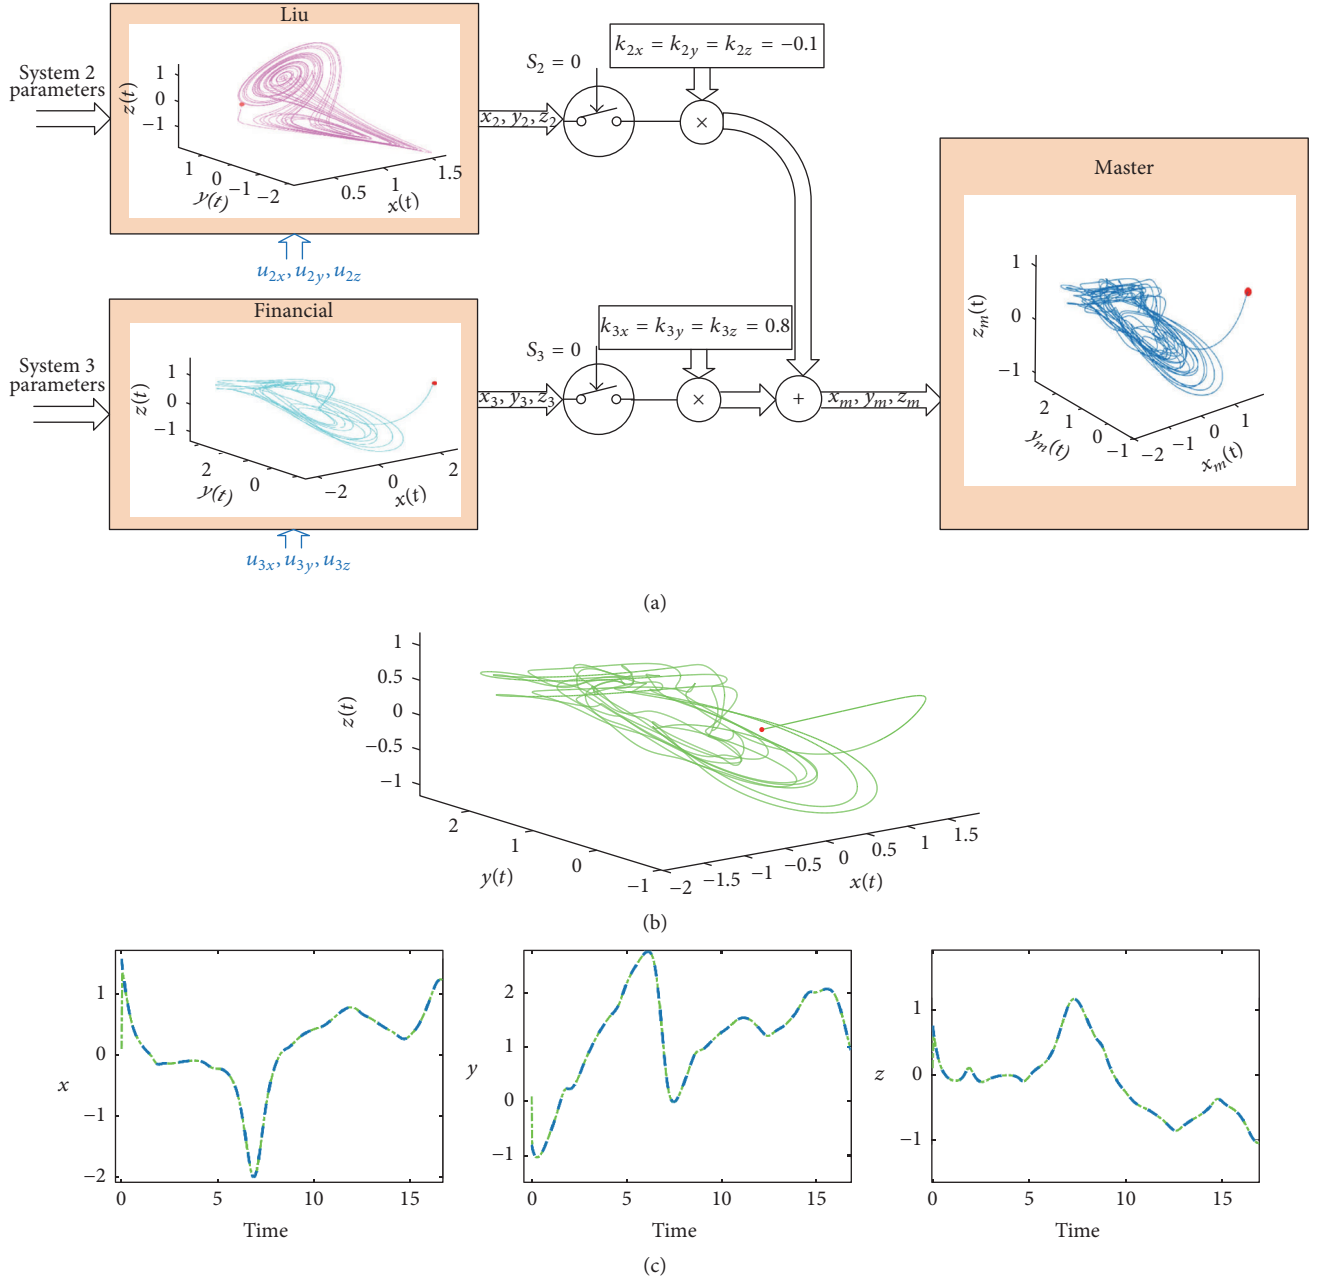 Liu
System 2
parameters
z(t)
1
0
−1
1
0
−1
−2
y(t)
0.5
1
1.5
x(t)
u2x, u2y, u2z
x2, y2, z2
S2 = 0
k2x = k2y = k2z = −0.1
×
Financial
System 3
parameters
z(t)
1
0
−1
2
0
y(t)
−2
0
2
x(t)
u3x, u3y, u3z
x3, y3, z3
S3 = 0
k3x = k3y = k3z = 0.8
×
+
xm, ym, zm
Master
zm(t)
1
0
−1
2
1
0
−1
ym(t)
−2
−1
0
1
xm(t)
(a)
z(t)
1
0.5
0
−0.5
−1
2
1
0
−1
y(t)
−2
−1.5
−1
−0.5
0
0.5
1
1.5
x(t)
(b)
x
1
0
−1
−2
0 5 10 15
Time
y
2
1
0
−1
0 5 10 15
Time
z
1
0
−1
0 5 10 15
Time
(c)